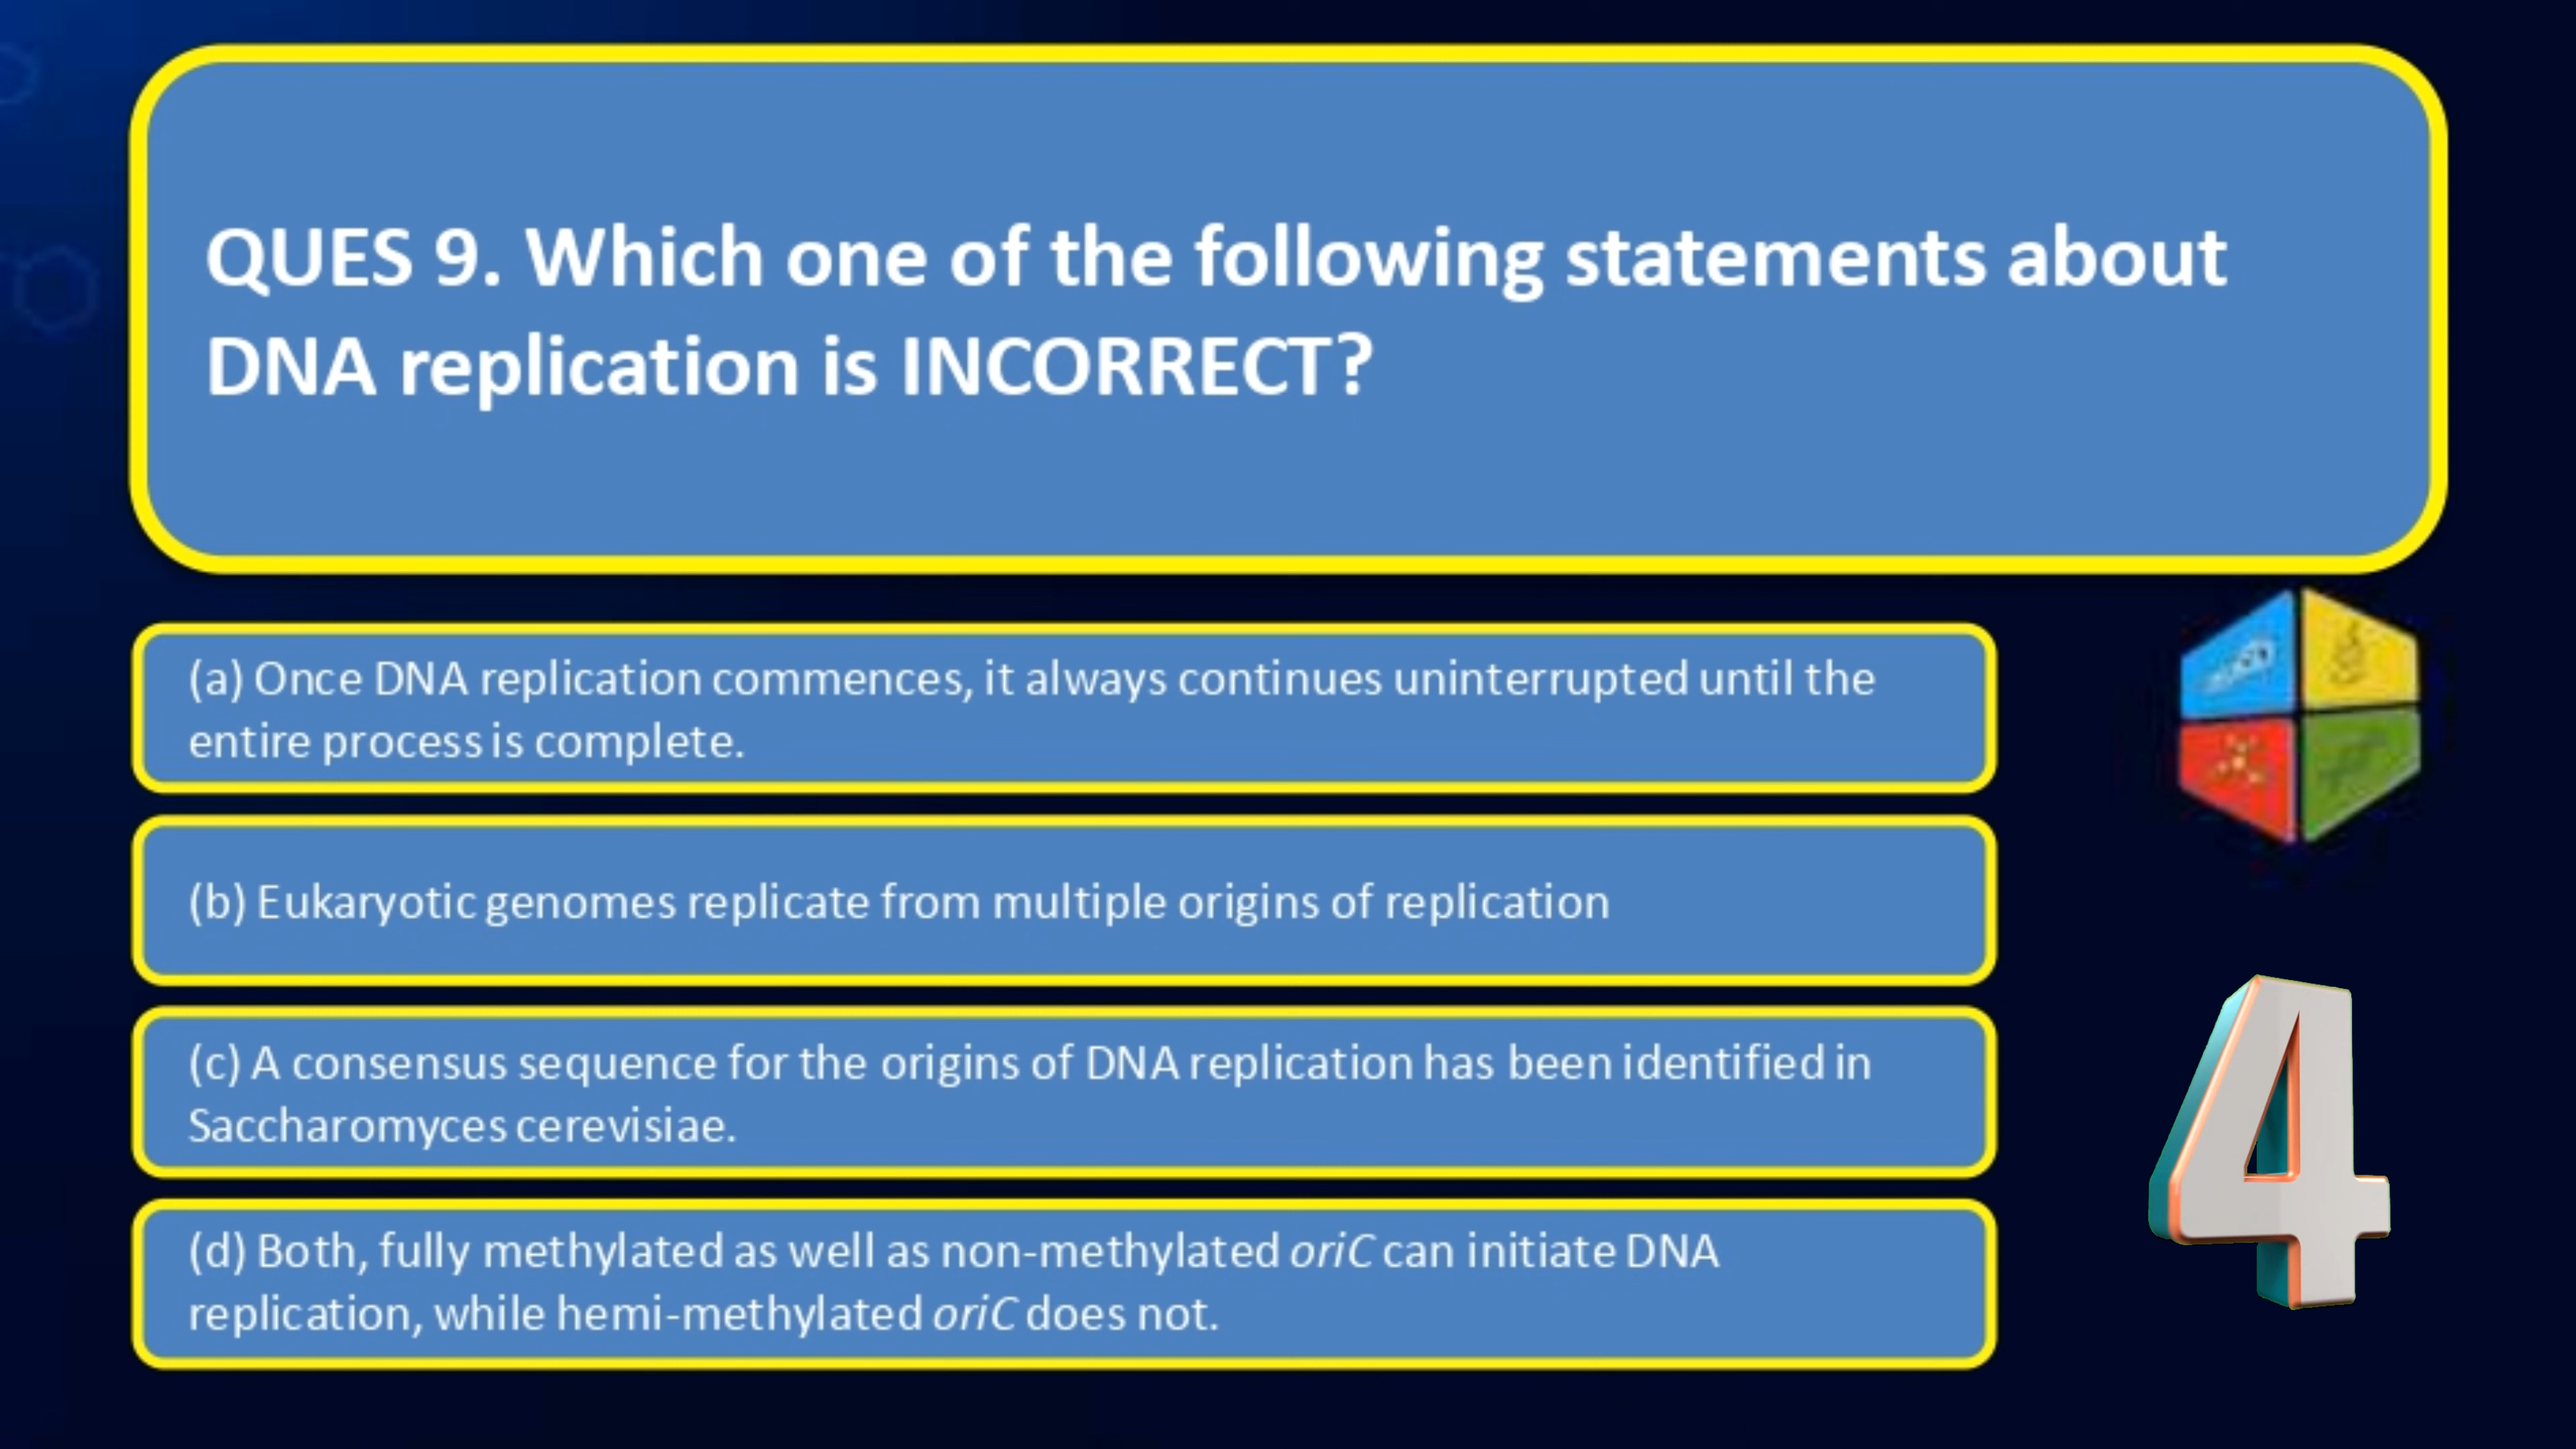 QUES 9. Which one of the following statements about
DNA replication is INCORRECT?
(a) Once DNA replication commences, it always continues uninterrupted until the
entire process is complete.
(b) Eukaryotic genomes replicate from multiple origins of replication
(c) A consensus sequence for the origins of DNA replication has been identified in
Saccharomyces cerevisiae.
(d) Both, fully methylated as well as non-methylated oriC can initiate DNA
replication, while hemi-methylated oriC does not.
4